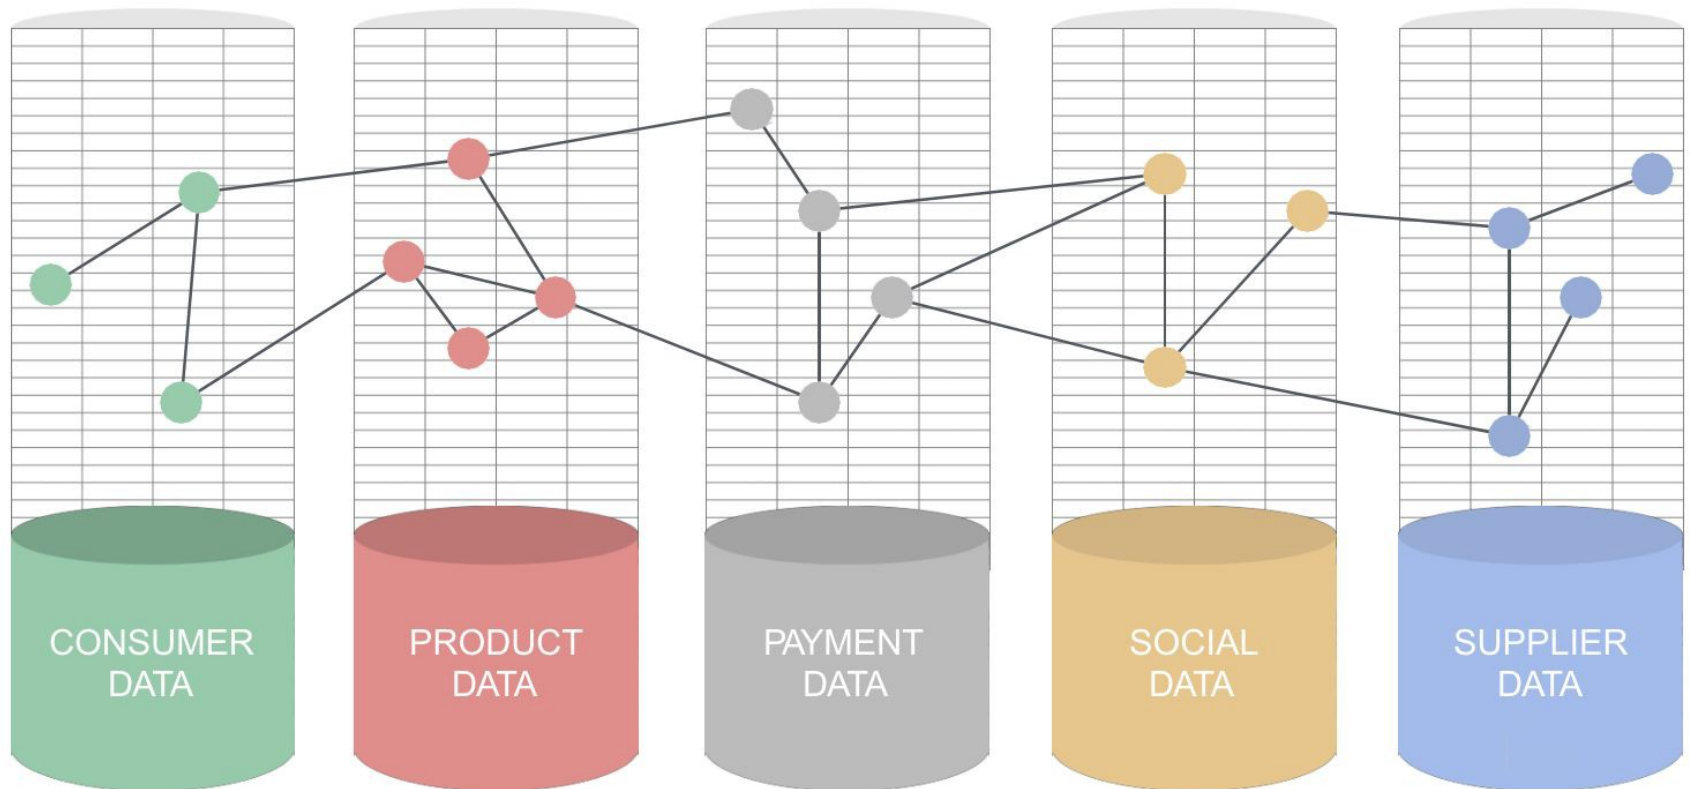 CONSUMER
DATA
PRODUCT
DATA
PAYMENT
DATA
SOCIAL
DATA
SUPPLIER
DATA